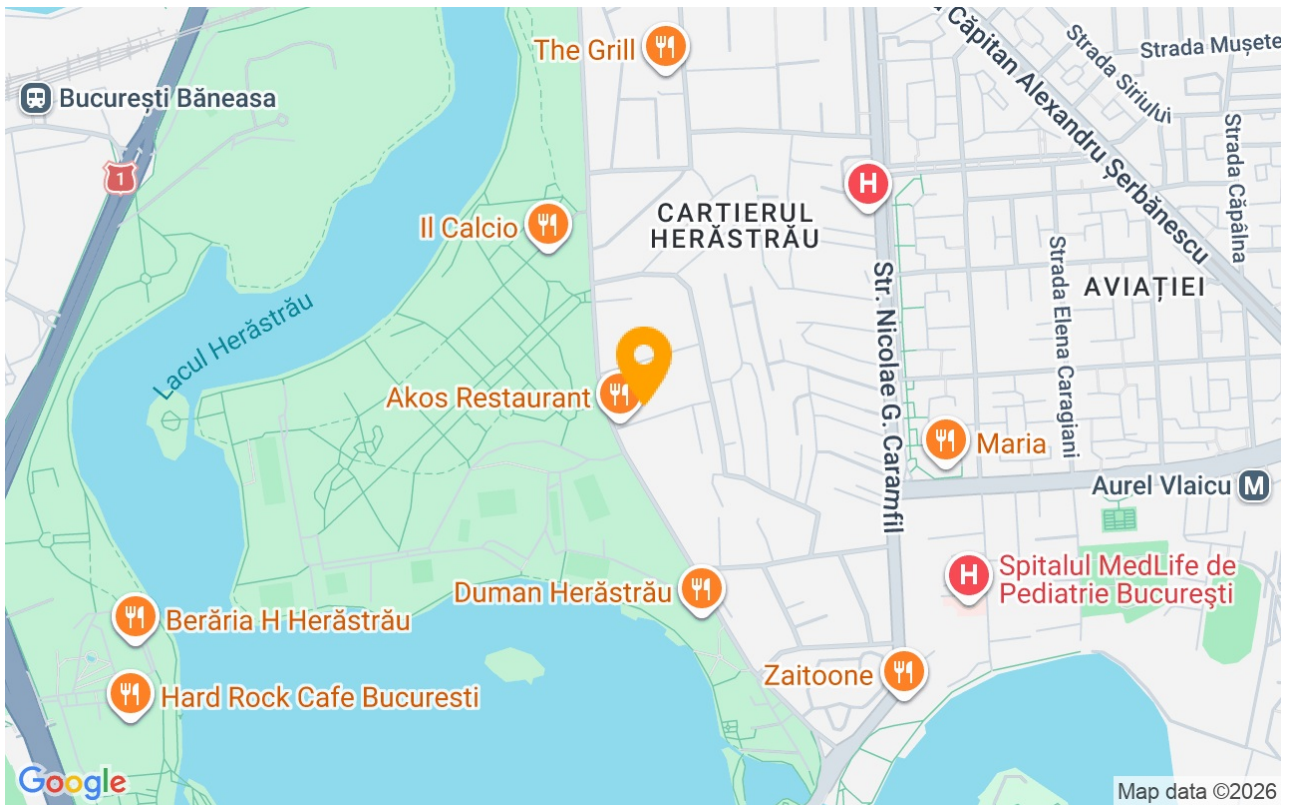 The Grill
Căpitan Alexandru Șerbănescu
Strada Siriului
Strada Mușete
București Băneasa
Strada Căpâlna
1
H
CARTIERUL
HERĂSTRĂU
Il Calcio
Strada Elena Caragiani
AVIAȚIEI
Str. Nicolae G. Caramfil
Lacul Herăstrău
Akos Restaurant
Maria
Aurel Vlaicu M
H
Spitalul MedLife de
Pediatrie București
Duman Herăstrău
Berăria H Herăstrău
Zaitoone
Hard Rock Cafe Bucuresti
Google
Map data ©2026